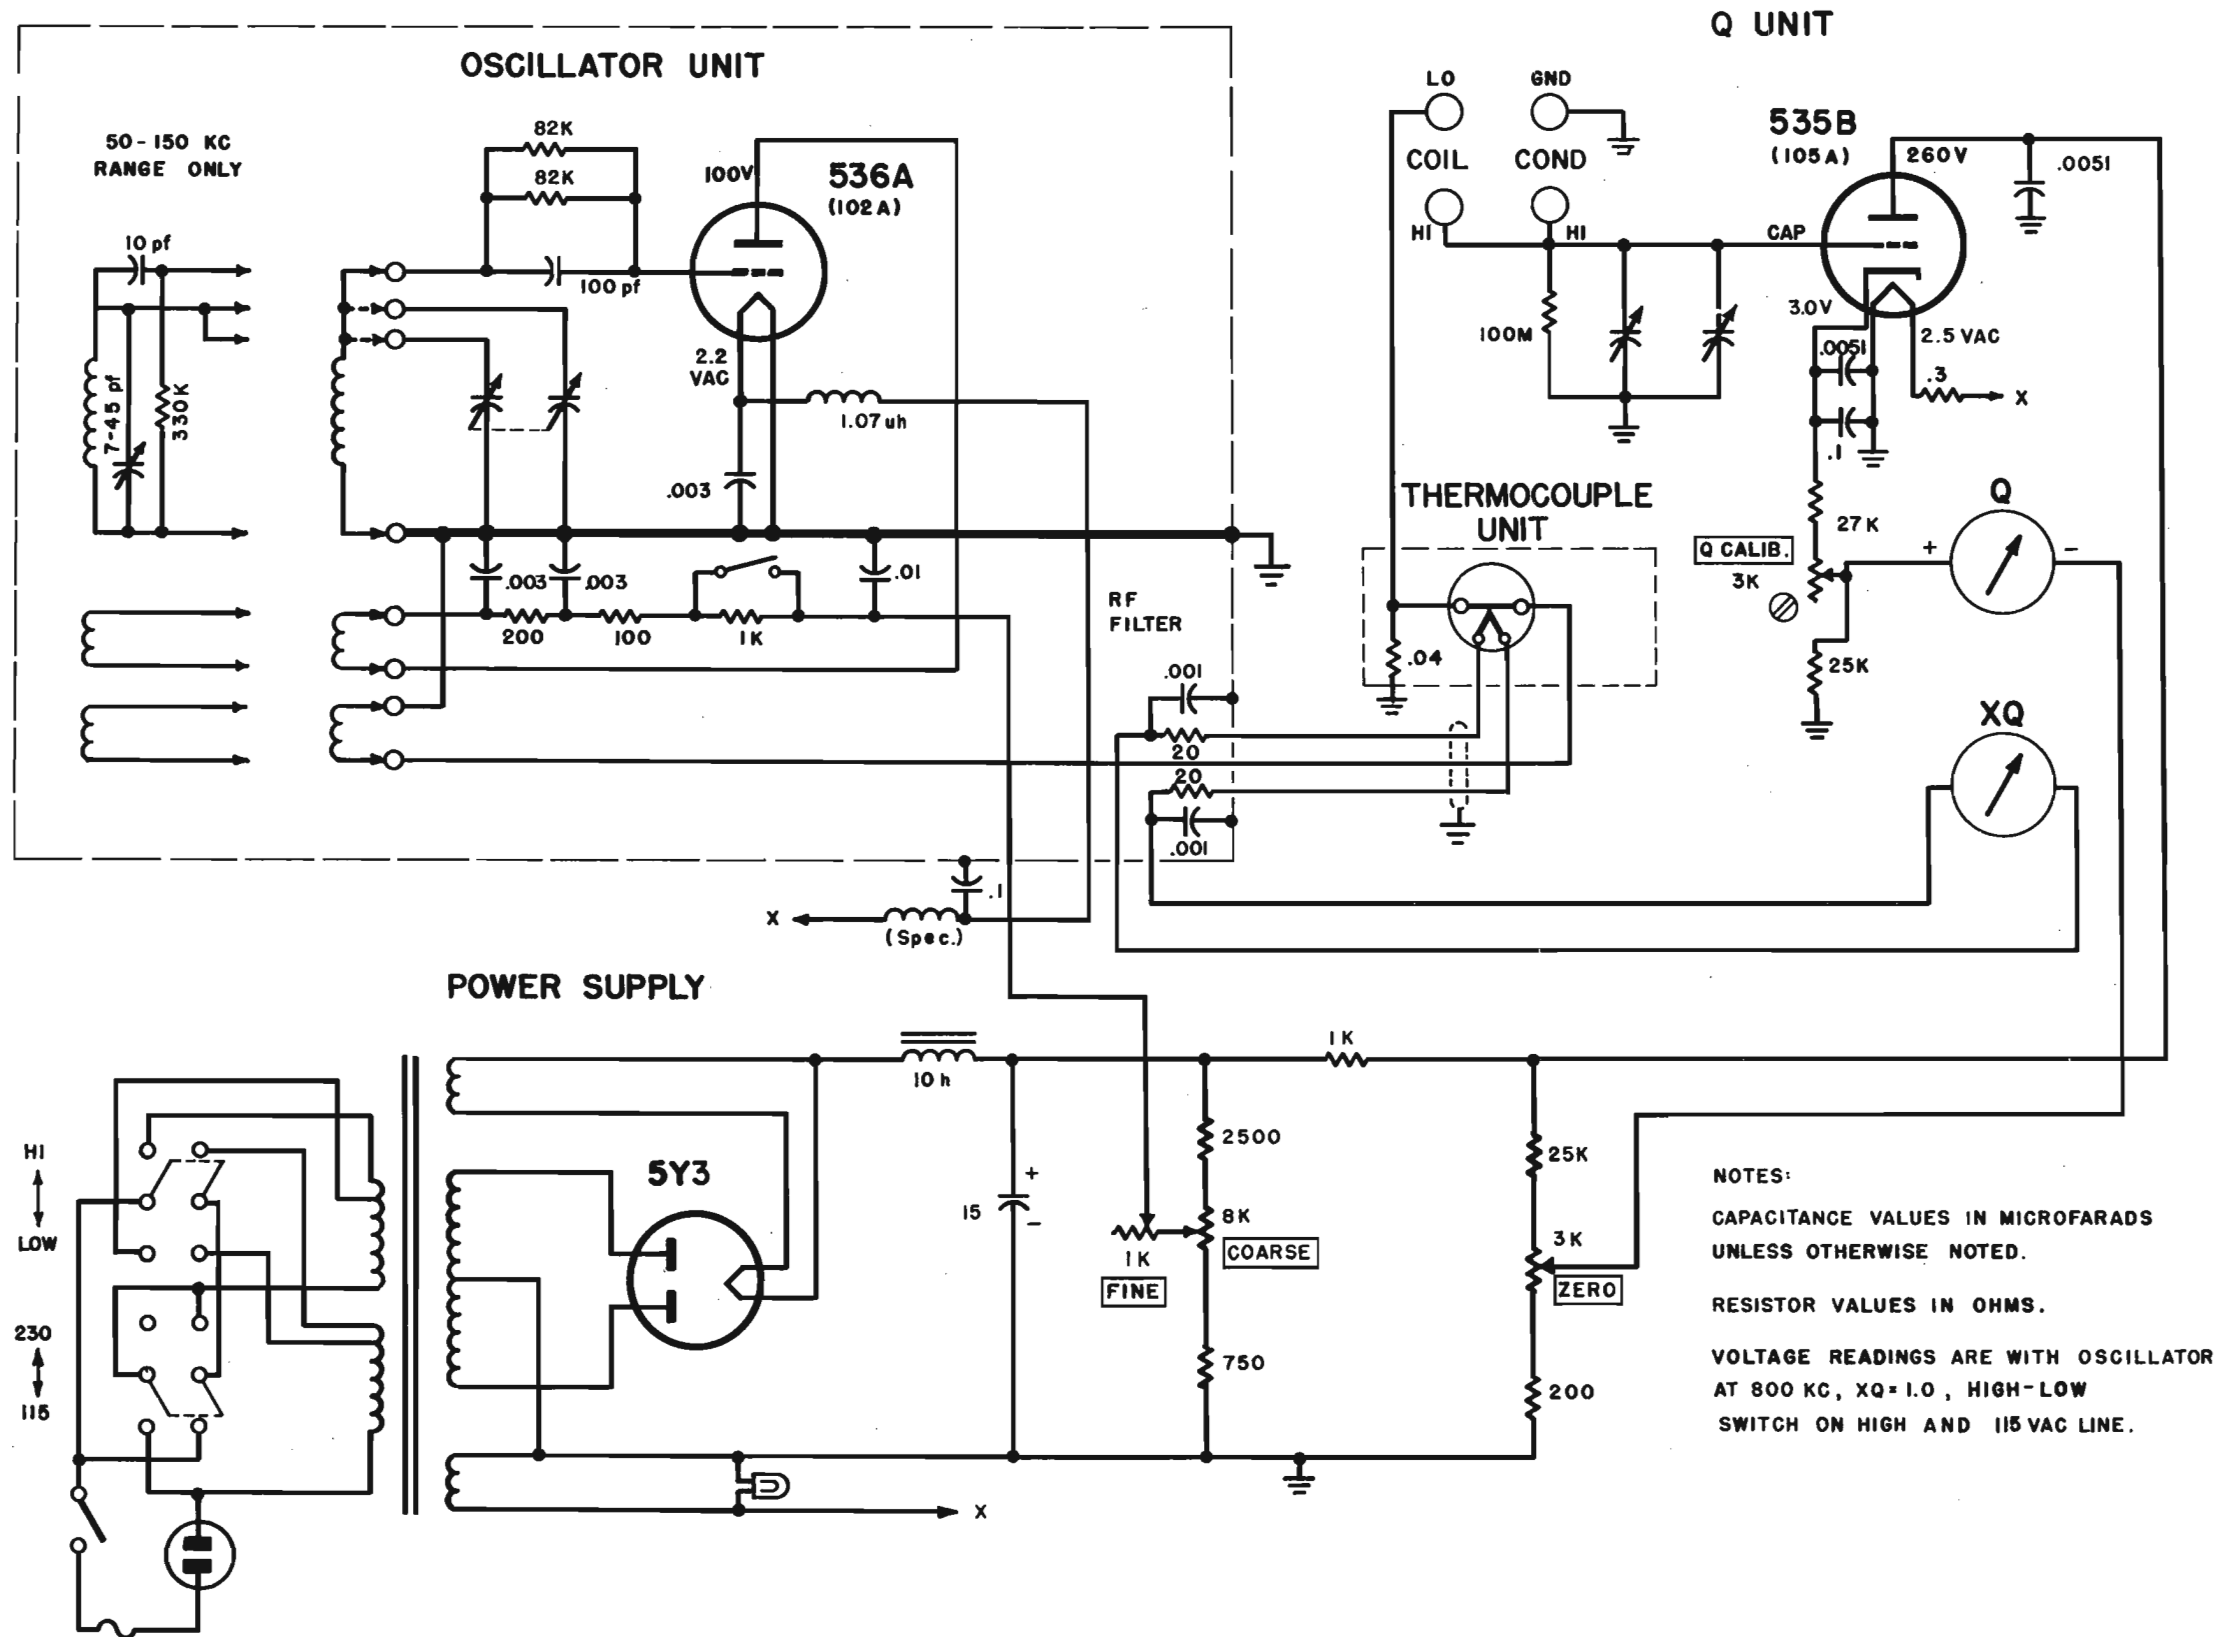 Q UNIT
OSCILLATOR UNIT
50-150 KC
RANGE ONLY
82K
82K
100V
536A
(102A)
10 pf
100 pf
7-45 pf
330K
2.2
VAC
1.07uh
.003
.003
.003
.01
200
100
1K
RF
FILTER
.001
20
20
.001
.1
X
(Spec.)
LO
GND
COIL
COND
HI
HI
CAP
535B
(105A)
260V
.0051
100M
3.0V
.0051
2.5 VAC
.3
X
.1
THERMOCOUPLE
UNIT
.04
27K
Q CALIB.
3K
25K
Q
+
-
XQ
POWER SUPPLY
HI
LOW
230
115
5Y3
10h
15
+
-
1K
2500
8K
COARSE
1K
FINE
750
25K
3K
ZERO
200
X
NOTES:
CAPACITANCE VALUES IN MICROFARADS
UNLESS OTHERWISE NOTED.
RESISTOR VALUES IN OHMS.
VOLTAGE READINGS ARE WITH OSCILLATOR
AT 800 KC, XQ=1.0, HIGH-LOW
SWITCH ON HIGH AND 115 VAC LINE.